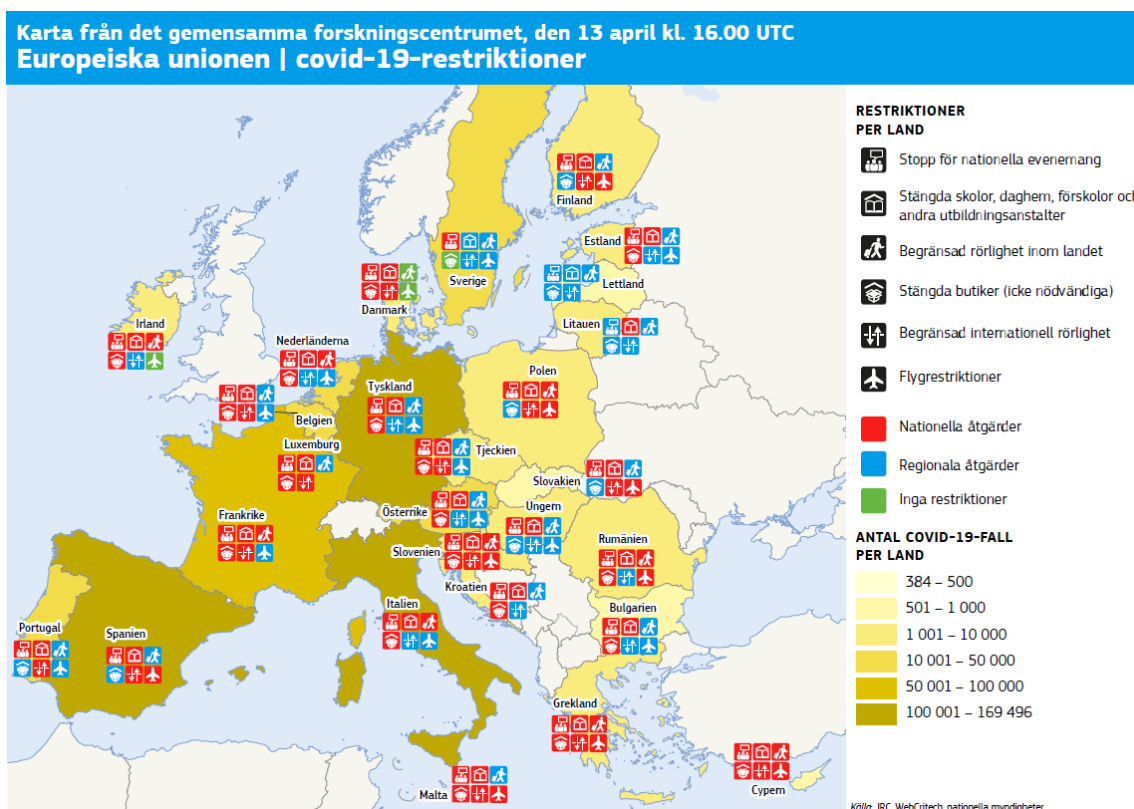 Karta från det gemensamma forskningscentrumet, den 13 april kl. 16.00 UTC
Europeiska unionen | covid-19-restriktioner
RESTRIKTIONER
PER LAND
Stopp för nationella evenemang
Stängda skolor, daghem, förskolor och
andra utbildningsanstalter
Begränsad rörlighet inom landet
Stängda butiker (icke nödvändiga)
Begränsad internationell rörlighet
Flygrestriktioner
Nationella åtgärder
Regionala åtgärder
Inga restriktioner
ANTAL COVID-19-FALL
PER LAND
384 – 500
501 – 1 000
1 001 – 10 000
10 001 – 50 000
50 001 – 100 000
100 001 – 169 496
Finland
Estland
Sverige
Lettland
Danmark
Irland
Litauen
Nederländerna
Polen
Tyskland
Belgien
Luxemburg
Tjeckien
Slovakien
Österrike
Ungern
Frankrike
Rumänien
Slovenien
Kroatien
Italien
Bulgarien
Portugal
Spanien
Grekland
Malta
Cypern
Källa: JRC, WebCritech, nationella myndigheter